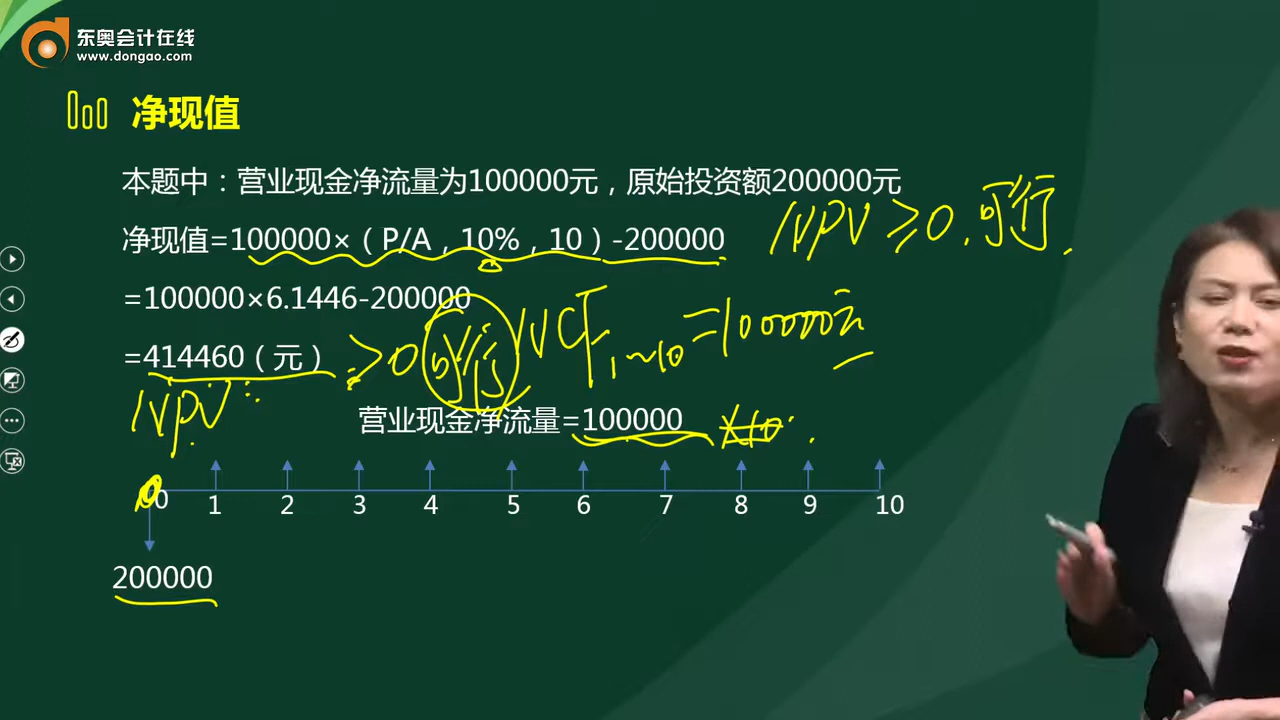 东奥会计在线
www.dongao.com
净现值
本题中：营业现金净流量为100000元，原始投资额200000元
净现值=100000×（P/A，10%，10）-200000
NPV≥0.可行.
=100000×6.1446-200000
=414460（元）
>0 可行
NCF1~10=100000元
NPV
营业现金净流量=100000
0 1 2 3 4 5 6 7 8 9 10
200000